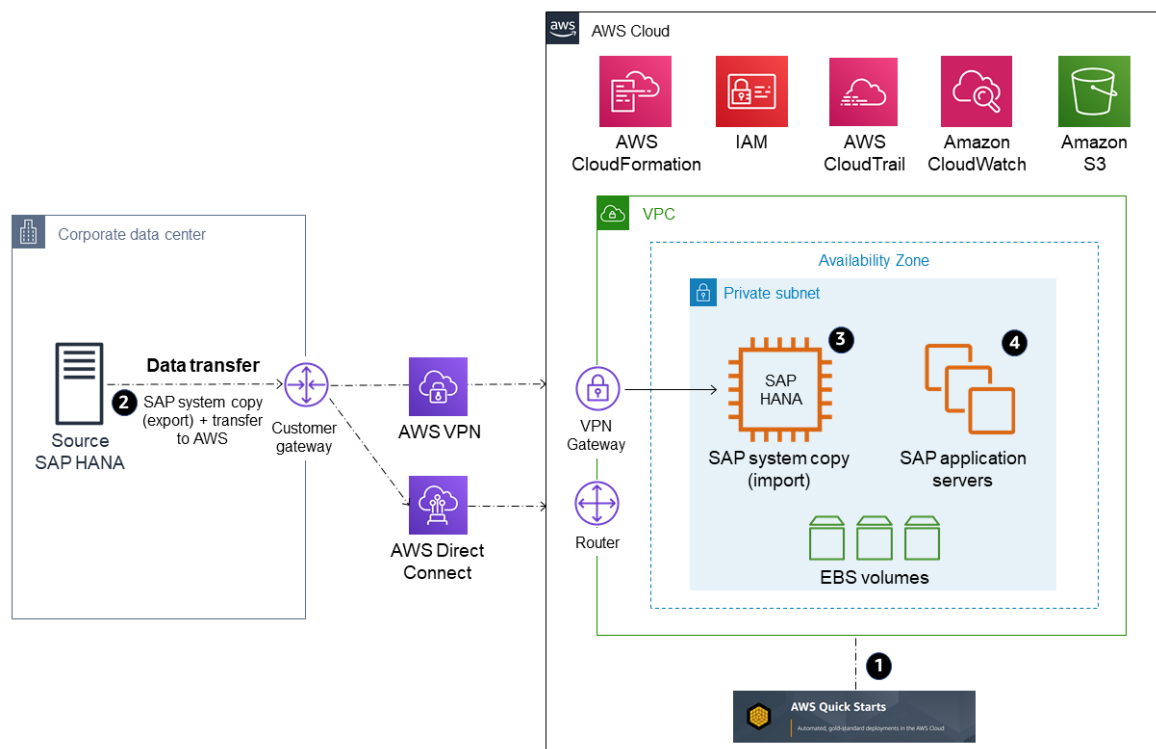 aws
AWS Cloud
AWS
CloudFormation
IAM
AWS
CloudTrail
Amazon
CloudWatch
Amazon
S3
VPC
Corporate data center
Availability Zone
Private subnet
Data transfer
2
SAP system copy
(export) + transfer
to AWS
Source
SAP HANA
Customer
gateway
AWS VPN
AWS Direct
Connect
VPN
Gateway
Router
3
SAP
HANA
SAP system copy
(import)
4
SAP application
servers
EBS volumes
1
AWS Quick Starts
Automated, gold-standard deployments in the AWS Cloud